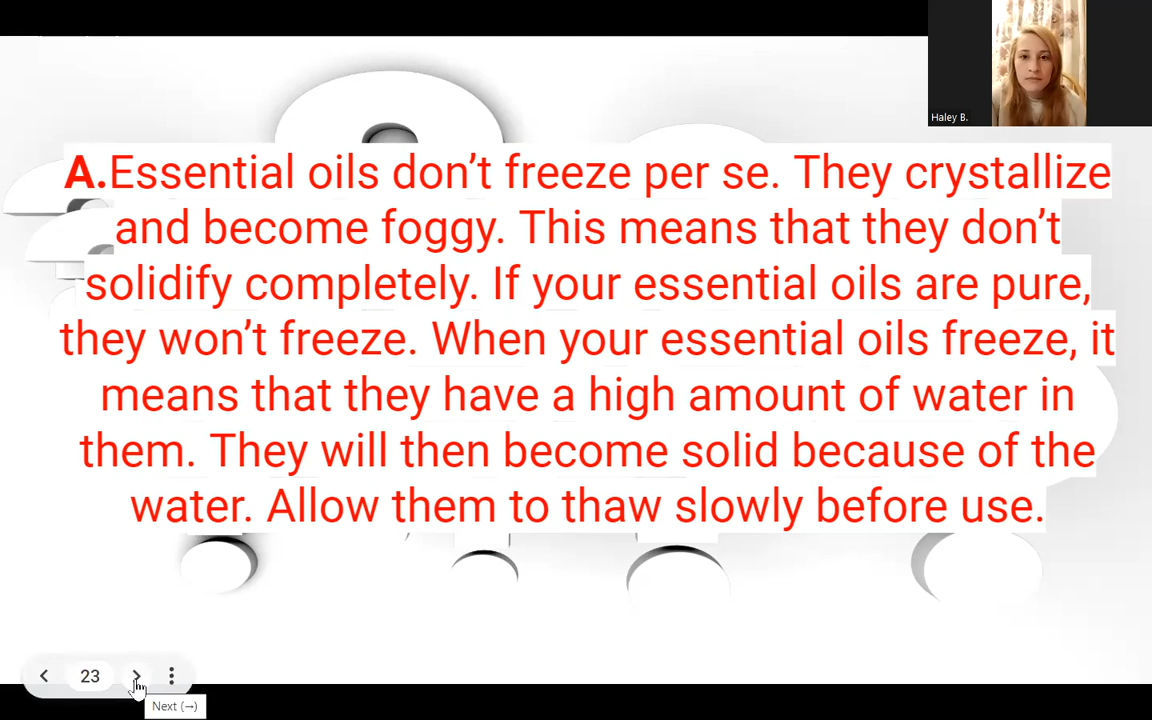 Haley B.
A.Essential oils don’t freeze per se. They crystallize
and become foggy. This means that they don’t
solidify completely. If your essential oils are pure,
they won’t freeze. When your essential oils freeze, it
means that they have a high amount of water in
them. They will then become solid because of the
water. Allow them to thaw slowly before use.
23
Next (→)